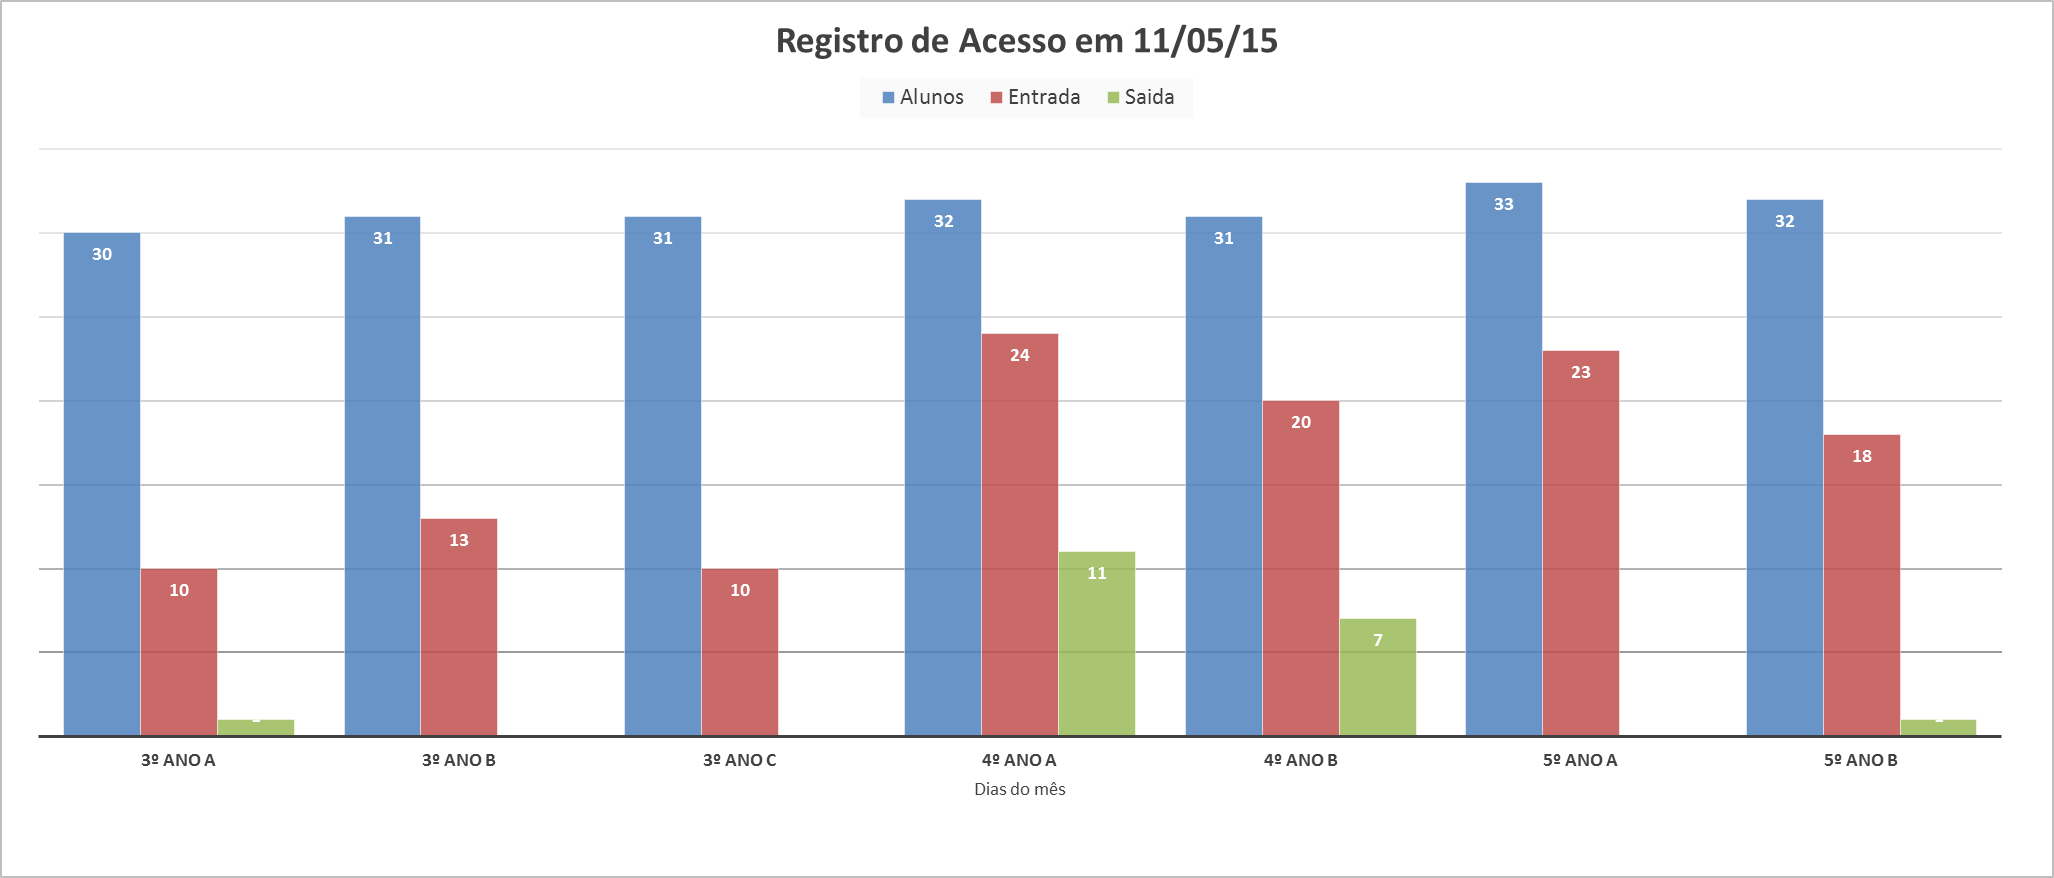 Registro de Acesso em 11/05/15
Alunos Entrada Saida
33
32 32
31 31 31
30
24
23
20
18
13
11
10 10
7
3º ANO A 3º ANO B 3º ANO C 4º ANO A 4º ANO B 5º ANO A 5º ANO B
Dias do mês